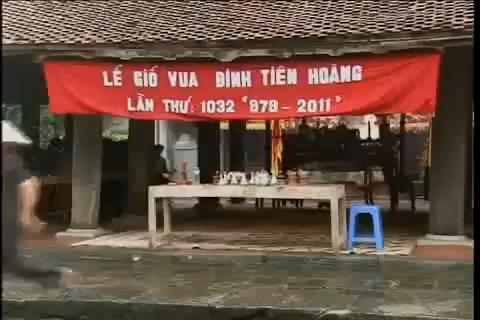 LỄ GIỖ VUA ĐINH TIÊN HOÀNG
LẦN THỨ: 1032 "979 - 2011"